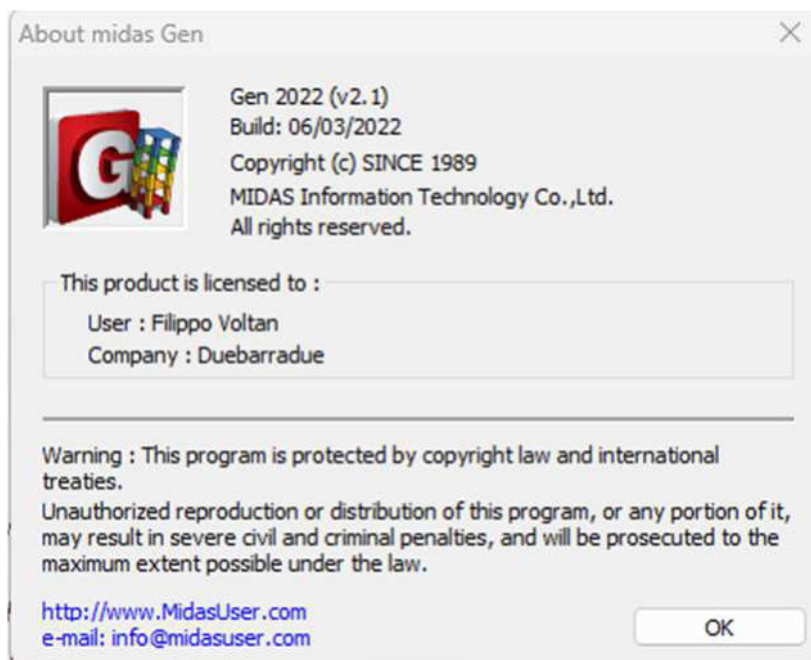 About midas Gen
G
Gen 2022 (v2.1)
Build: 06/03/2022
Copyright (c) SINCE 1989
MIDAS Information Technology Co.,Ltd.
All rights reserved.
This product is licensed to :
User : Filippo Voltan
Company : Duebarradue
Warning : This program is protected by copyright law and international
treaties.
Unauthorized reproduction or distribution of this program, or any portion of it,
may result in severe civil and criminal penalties, and will be prosecuted to the
maximum extent possible under the law.
http://www.MidasUser.com
e-mail: info@midasuser.com
OK